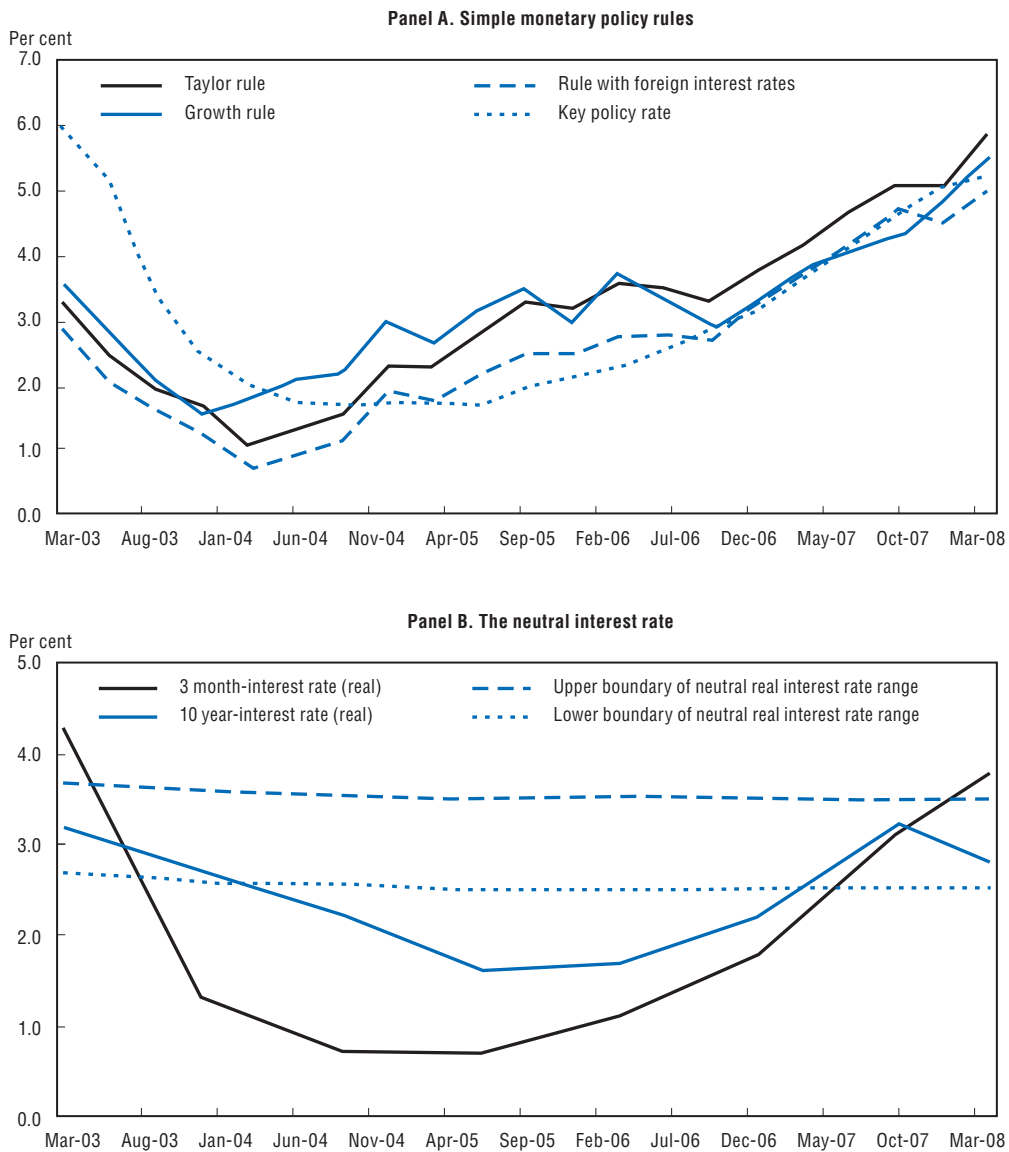 Panel A. Simple monetary policy rules
Per cent
7.0
Taylor rule
Rule with foreign interest rates
Growth rule
Key policy rate
6.0
5.0
4.0
3.0
2.0
1.0
0.0
Mar-03 Aug-03 Jan-04 Jun-04 Nov-04 Apr-05 Sep-05 Feb-06 Jul-06 Dec-06 May-07 Oct-07 Mar-08
Panel B. The neutral interest rate
Per cent
5.0
3 month-interest rate (real)
Upper boundary of neutral real interest rate range
10 year-interest rate (real)
Lower boundary of neutral real interest rate range
4.0
3.0
2.0
1.0
0.0
Mar-03 Aug-03 Jan-04 Jun-04 Nov-04 Apr-05 Sep-05 Feb-06 Jul-06 Dec-06 May-07 Oct-07 Mar-08